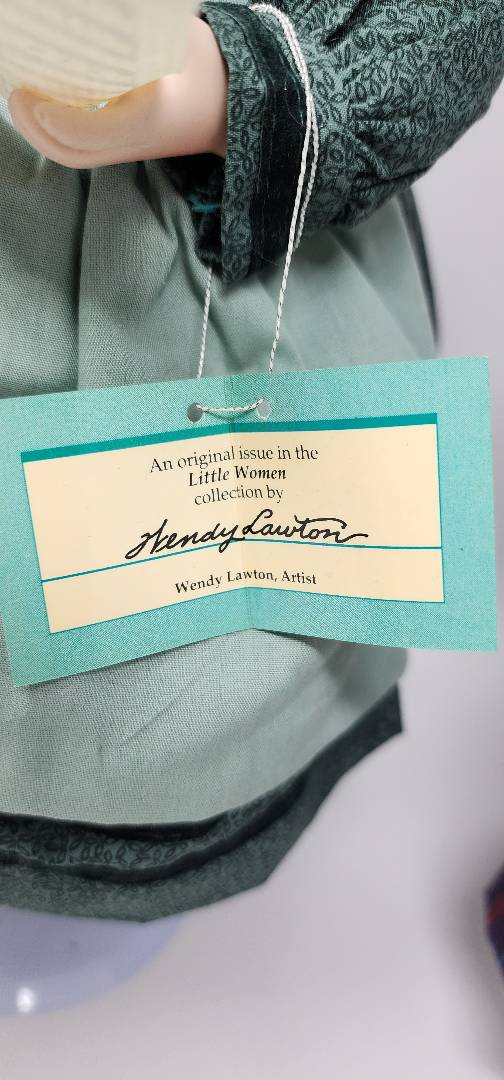 An original issue in the
Little Women
collection by
Wendy Lawton
Wendy Lawton, Artist